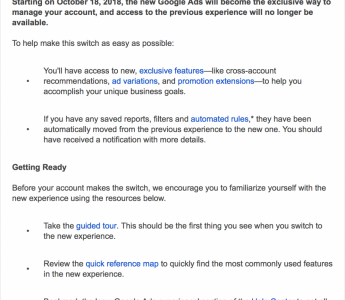 Starting on October 18, 2018, the new Google Ads will become the exclusive way to
manage your account, and access to the previous experience will no longer be
available.
To help make this switch as easy as possible:
• You'll have access to new, exclusive features—like cross-account
recommendations, ad variations, and promotion extensions—to help you
accomplish your unique business goals.
• If you have any saved reports, filters and automated rules,* they have been
automatically moved from the previous experience to the new one. You should
have received a notification with more details.
Getting Ready
Before your account makes the switch, we encourage you to familiarize yourself with the
new experience using the resources below.
• Take the guided tour. This should be the first thing you see when you switch to
the new experience.
• Review the quick reference map to quickly find the most commonly used features
in the new experience.